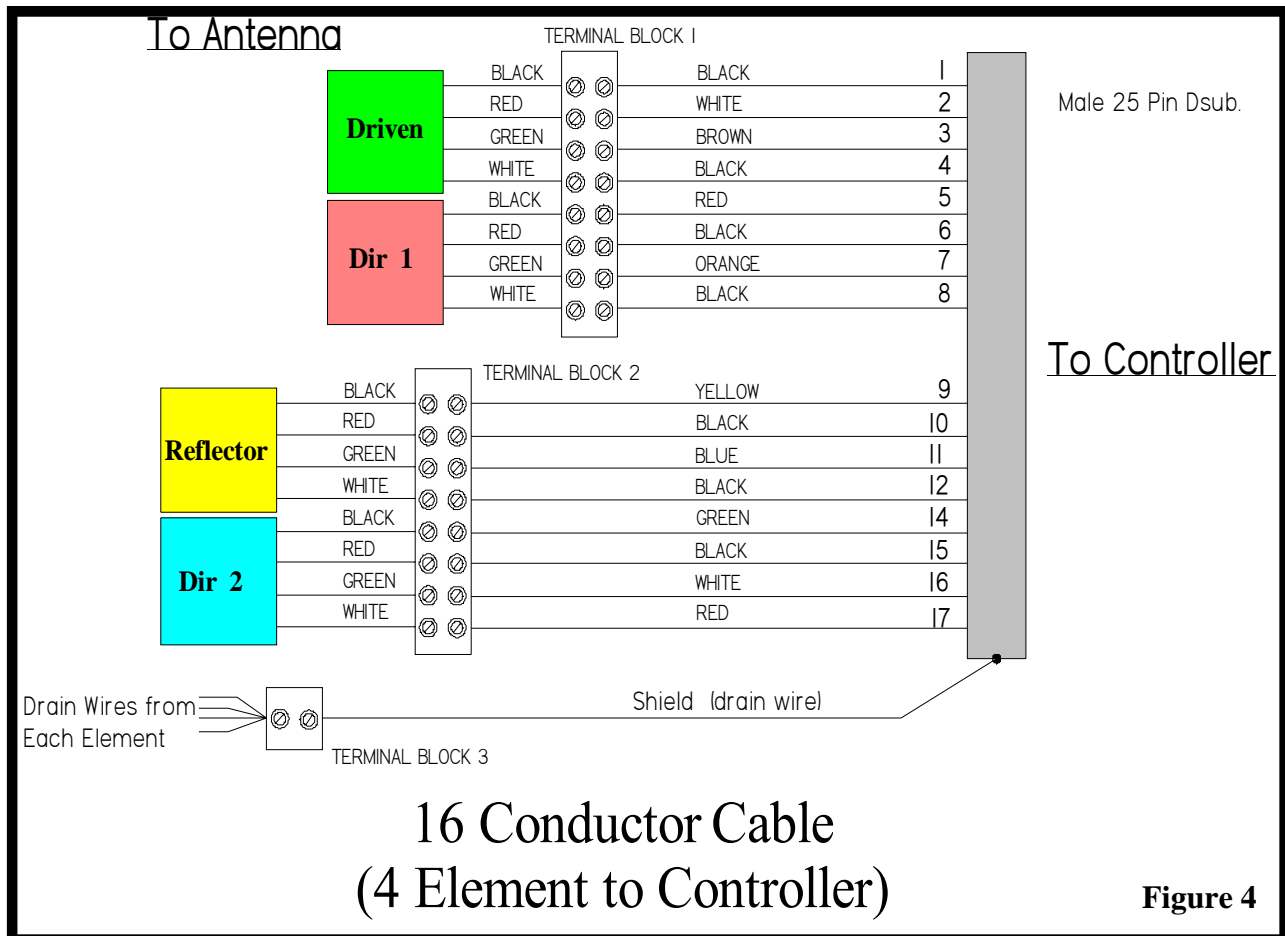 To Antenna
TERMINAL BLOCK 1
BLACK BLACK 1
Male 25 Pin Dsub.
RED WHITE 2
Driven
GREEN BROWN 3
WHITE BLACK 4
BLACK RED 5
RED BLACK 6
Dir 1
GREEN ORANGE 7
WHITE BLACK 8
To Controller
TERMINAL BLOCK 2
BLACK YELLOW 9
RED BLACK 10
Reflector
GREEN BLUE 11
WHITE BLACK 12
BLACK GREEN 14
RED BLACK 15
Dir 2
GREEN WHITE 16
WHITE RED 17
Drain Wires from
Each Element
Shield (drain wire)
TERMINAL BLOCK 3
16 Conductor Cable
(4 Element to Controller)
Figure 4